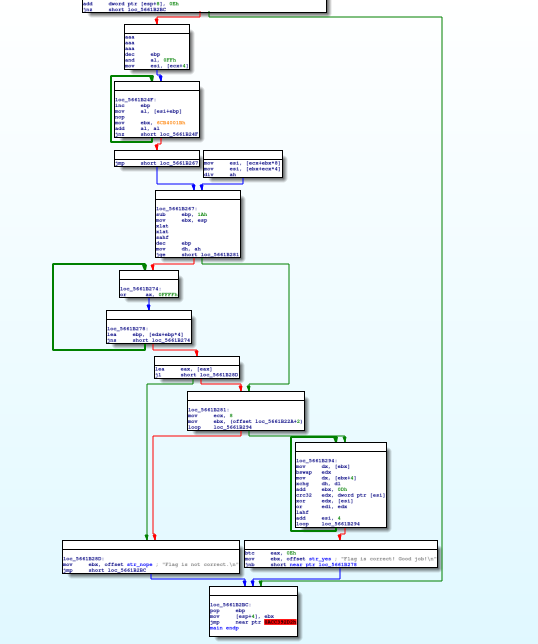 add dword ptr [esp+8], 0Eh
jnz short loc_5661B2BC
aaa
aaa
aaa
dec ebp
and al, 0FFh
mov esi, [ecx+4]
loc_5661B24F:
inc ebp
mov al, [esi+ebp]
nop
mov ebx,
add al, al
jnz short loc_5661B24F
jmp short loc_5661B267
mov esi, [ecx+ebx*8]
mov esi, [ebx+ecx*4]
div ah
loc_5661B267:
sub ebp, 1Ah
mov ebx, esp
xlat
xlat
sahf
dec ebp
mov dh, ah
jge short loc_5661B281
loc_5661B274:
or ax, 0FFFFh
loc_5661B278:
lea ebp, [edx+ebp*4]
jns short loc_5661B274
lea eax, [eax]
jl short loc_5661B28D
loc_5661B281:
mov ecx, 6
mov ebx, (offset loc_5661B22A+2)
loop loc_5661B294
loc_5661B294:
mov dx, [ebx]
bswap edx
mov dx, [ebx+4]
xchg dh, dl
add ebx, 0Dh
crc32 edx, dword ptr [esi]
xor edx, [esi]
or edi, edx
lahf
add esi, 4
loop loc_5661B294
loc_5661B28D:
mov ebx, offset str_nope ; "Flag is not correct.\n"
jmp short loc_5661B2BC
btc eax, 0Eh
mov ebx, offset str_yes ; "Flag is correct! Good job!\n"
jnb short near ptr loc_5661B278
loc_5661B2BC:
pop ebp
mov [esp+4], ebx
jmp near ptr
main endp